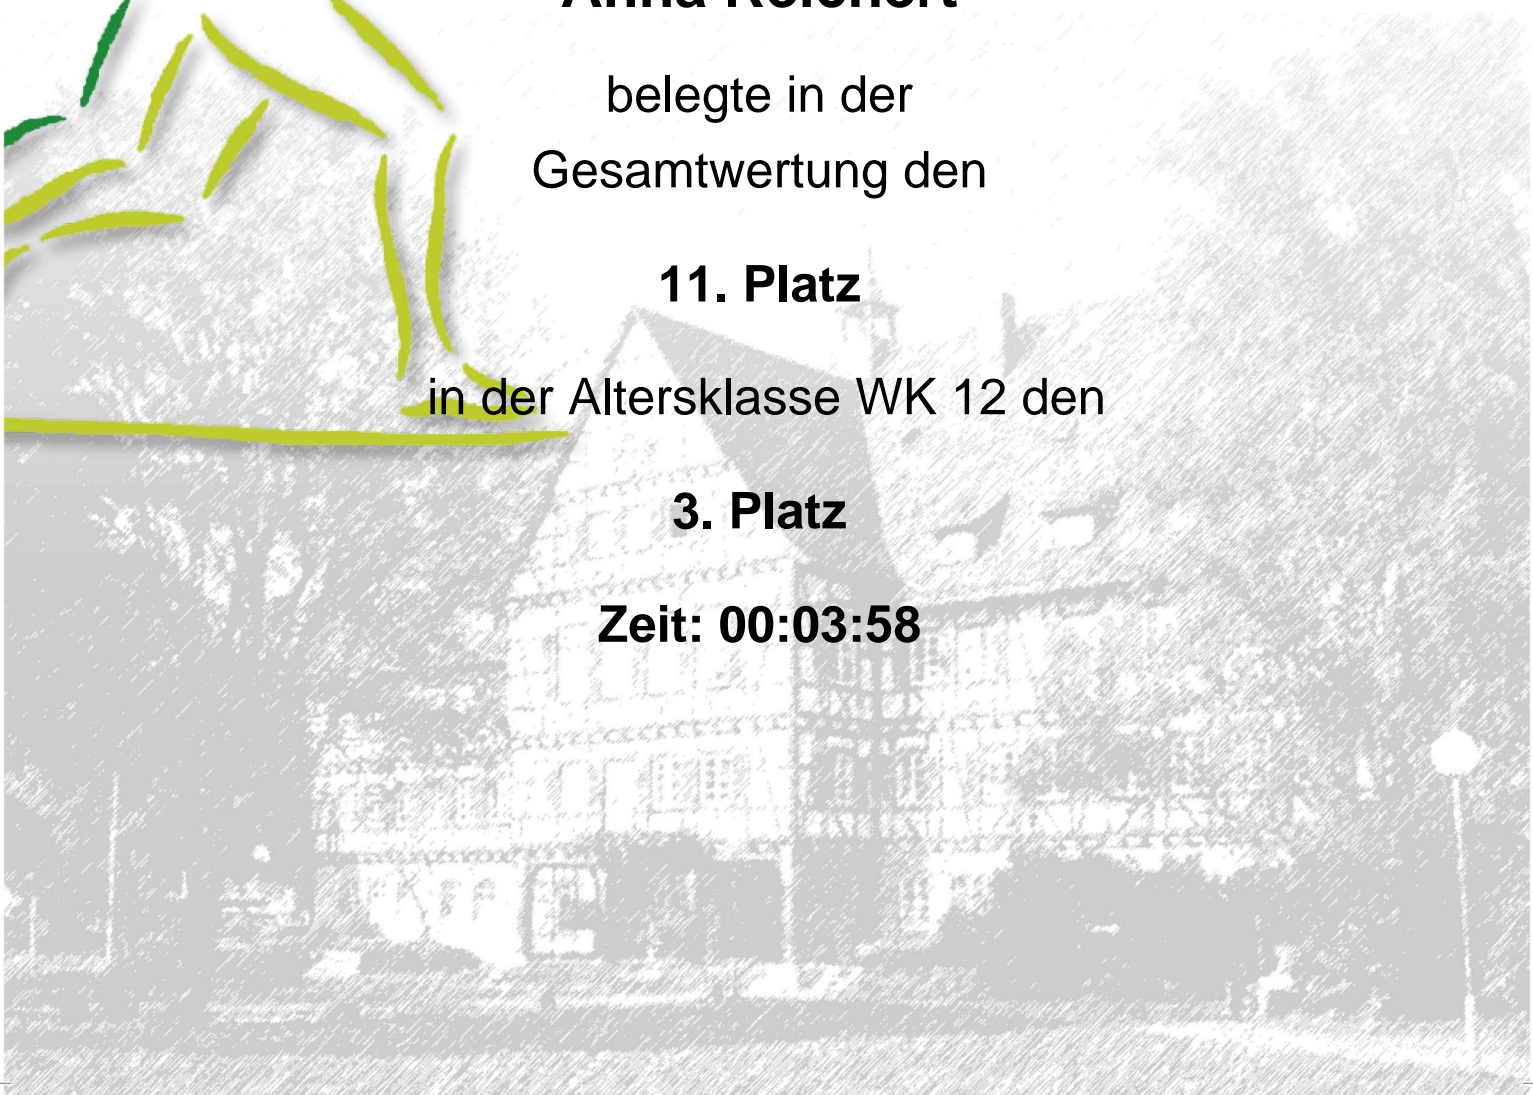 belegte in der
Gesamtwertung den
11. Platz
in der Altersklasse WK 12 den
3. Platz
Zeit: 00:03:58